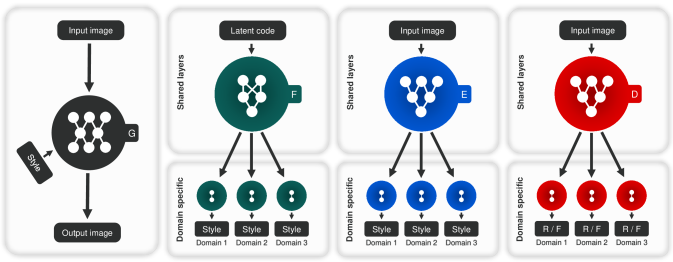 Input image
G
Style
Output image
Latent code
Shared layers
F
Domain specific
Style Style Style
Domain 1 Domain 2 Domain 3
Input image
Shared layers
E
Domain specific
Style Style Style
Domain 1 Domain 2 Domain 3
Input image
Shared layers
D
Domain specific
R / F R / F R / F
Domain 1 Domain 2 Domain 3